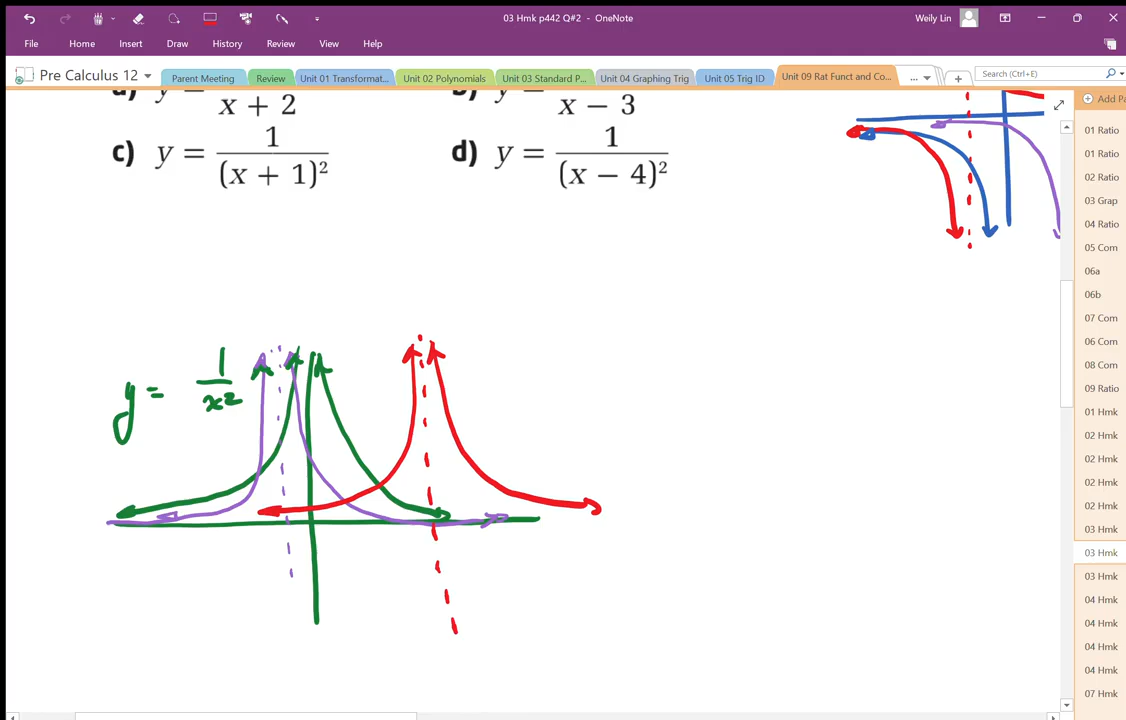 03 Hmk p442 Q#2 - OneNote
Weily Lin
File Home Insert Draw History Review View Help
Pre Calculus 12
Parent Meeting
Review
Unit 01 Transformat...
Unit 02 Polynomials
Unit 03 Standard P...
Unit 04 Graphing Trig
Unit 05 Trig ID
Unit 09 Rat Funct and Co...
...
+
Search (Ctrl+E)
Add Pa
x + 2
x − 3
c) y = 1 / (x + 1)²
d) y = 1 / (x − 4)²
y = 1 / x²
01 Ratio
01 Ratio
02 Ratio
03 Grap
04 Ratio
05 Com
06a
06b
07 Com
06 Com
08 Com
09 Ratio
01 Hmk
02 Hmk
02 Hmk
02 Hmk
02 Hmk
03 Hmk
03 Hmk
03 Hmk
04 Hmk
04 Hmk
04 Hmk
04 Hmk
07 Hmk